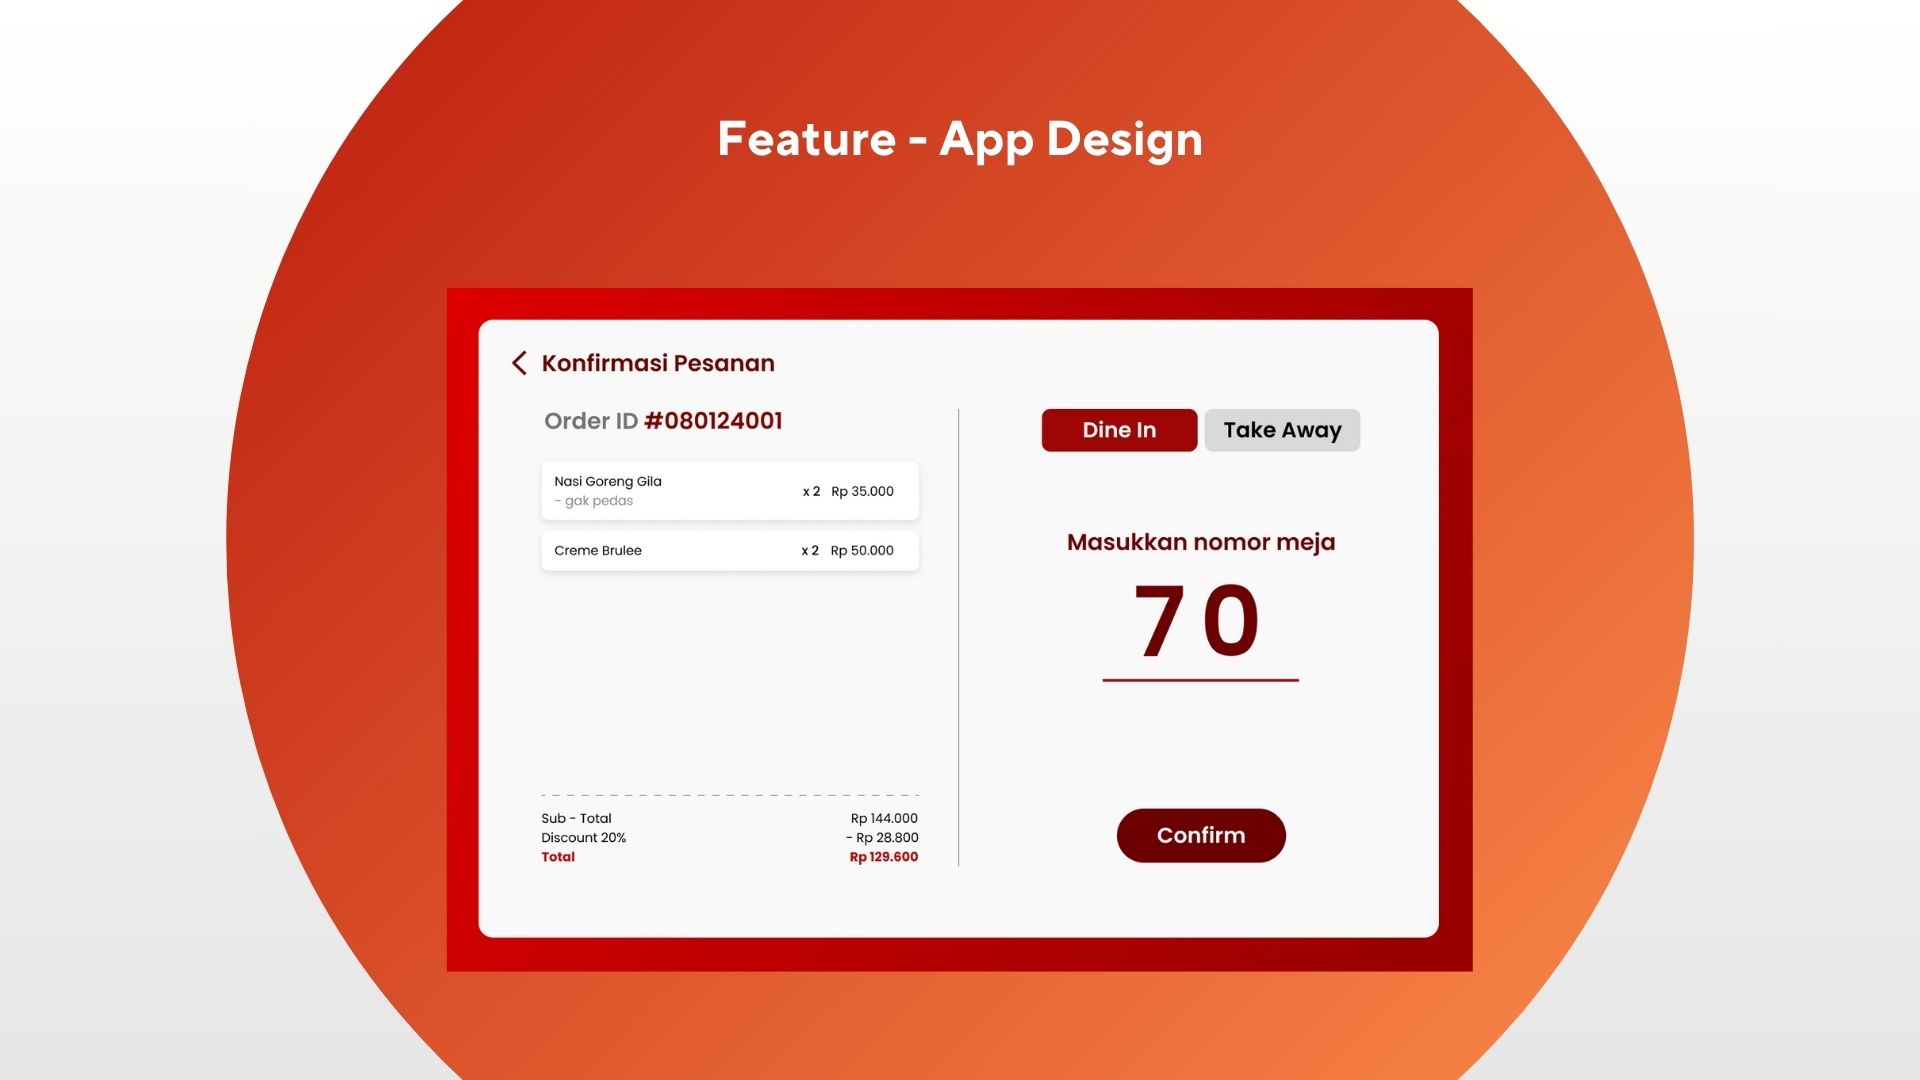 Feature - App Design
Konfirmasi Pesanan
Order ID #080124001
Nasi Goreng Gila
- gak pedas
x 2 Rp 35.000
Creme Brulee x 2 Rp 50.000
Sub - Total Rp 144.000
Discount 20% - Rp 28.800
Total Rp 129.600
Dine In Take Away
Masukkan nomor meja
70
Confirm